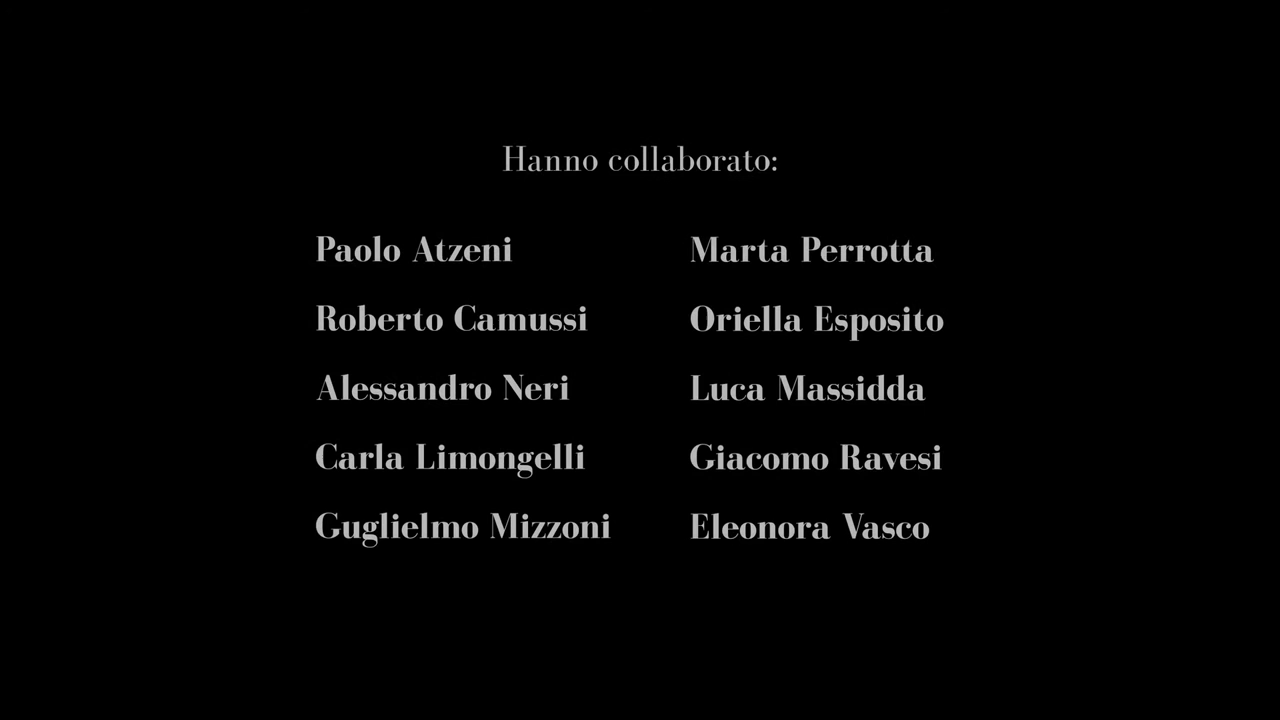 Hanno collaborato:
Paolo Atzeni
Roberto Camussi
Alessandro Neri
Carla Limongelli
Guglielmo Mizzoni
Marta Perrotta
Oriella Esposito
Luca Massidda
Giacomo Ravesi
Eleonora Vasco